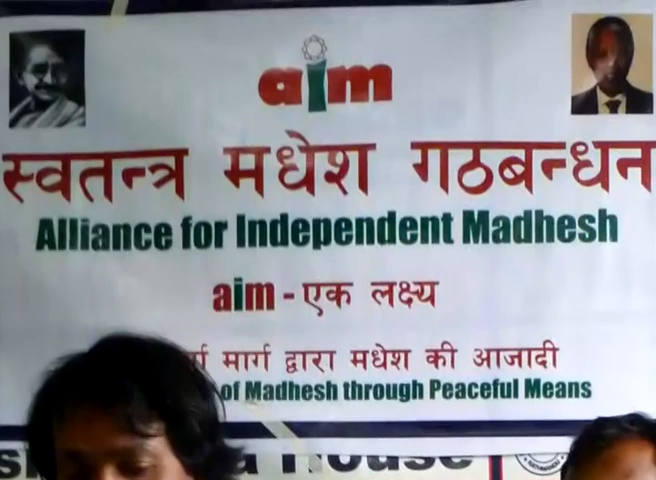 aim
स्वतन्त्र मधेश गठबन्धन
Alliance for Independent Madhesh
aim - एक लक्ष्य
मार्ग द्वारा मधेश की आजादी
of Madhesh through Peaceful Means